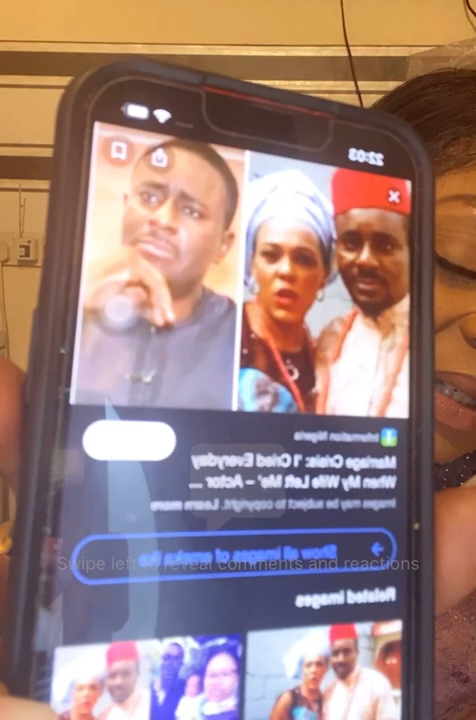 22:03
Information Nigeria
Marriage Crisis: 'I Cried Everyday
When My Wife Left Me' – Actor ...
Images may be subject to copyright. Learn more
Show all images of emeka ike
Swipe left to reveal comments and reactions
Related images